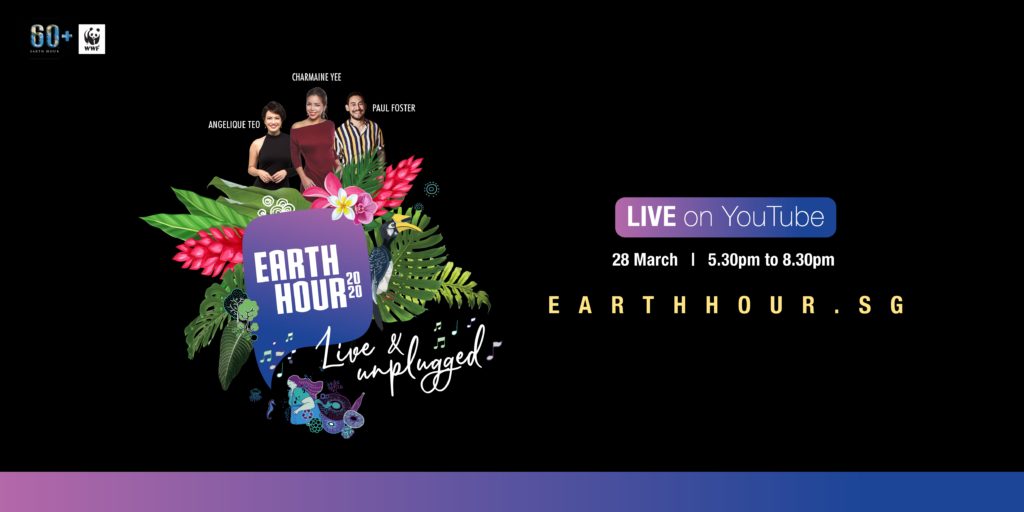 60+
EARTH HOUR
WWF
CHARMAINE YEE
ANGELIQUE TEO
PAUL FOSTER
EARTH
HOUR 2020
Live &
unplugged
LIVE on YouTube
28 March | 5.30pm to 8.30pm
EARTHHOUR.SG